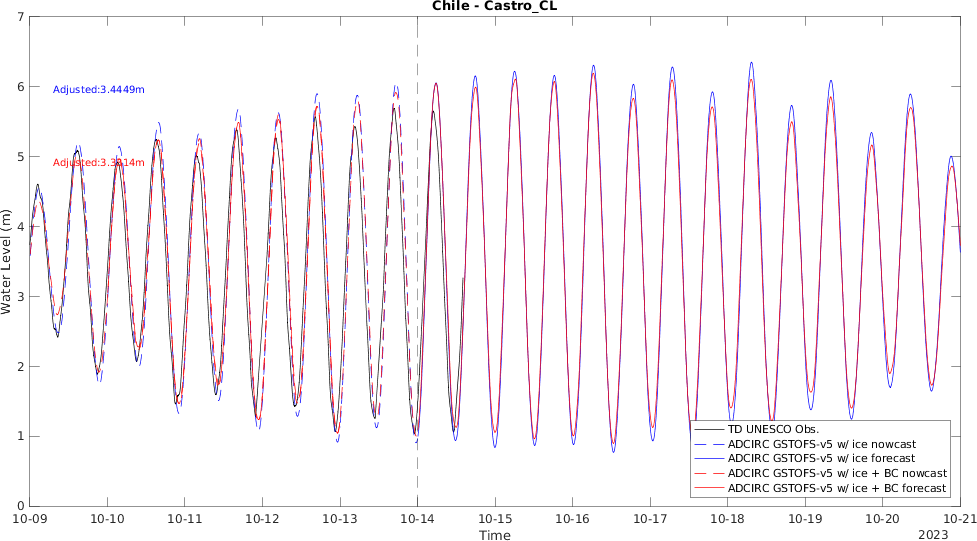 Chile - Castro_CL
7
6
5
4
3
2
1
0
Water Level (m)
Adjusted:3.4449m
Adjusted:3.3314m
TD UNESCO Obs.
ADCIRC GSTOFS-v5 w/ ice nowcast
ADCIRC GSTOFS-v5 w/ ice forecast
ADCIRC GSTOFS-v5 w/ ice + BC nowcast
ADCIRC GSTOFS-v5 w/ ice + BC forecast
10-09 10-10 10-11 10-12 10-13 10-14 10-15 10-16 10-17 10-18 10-19 10-20 10-21
Time
2023